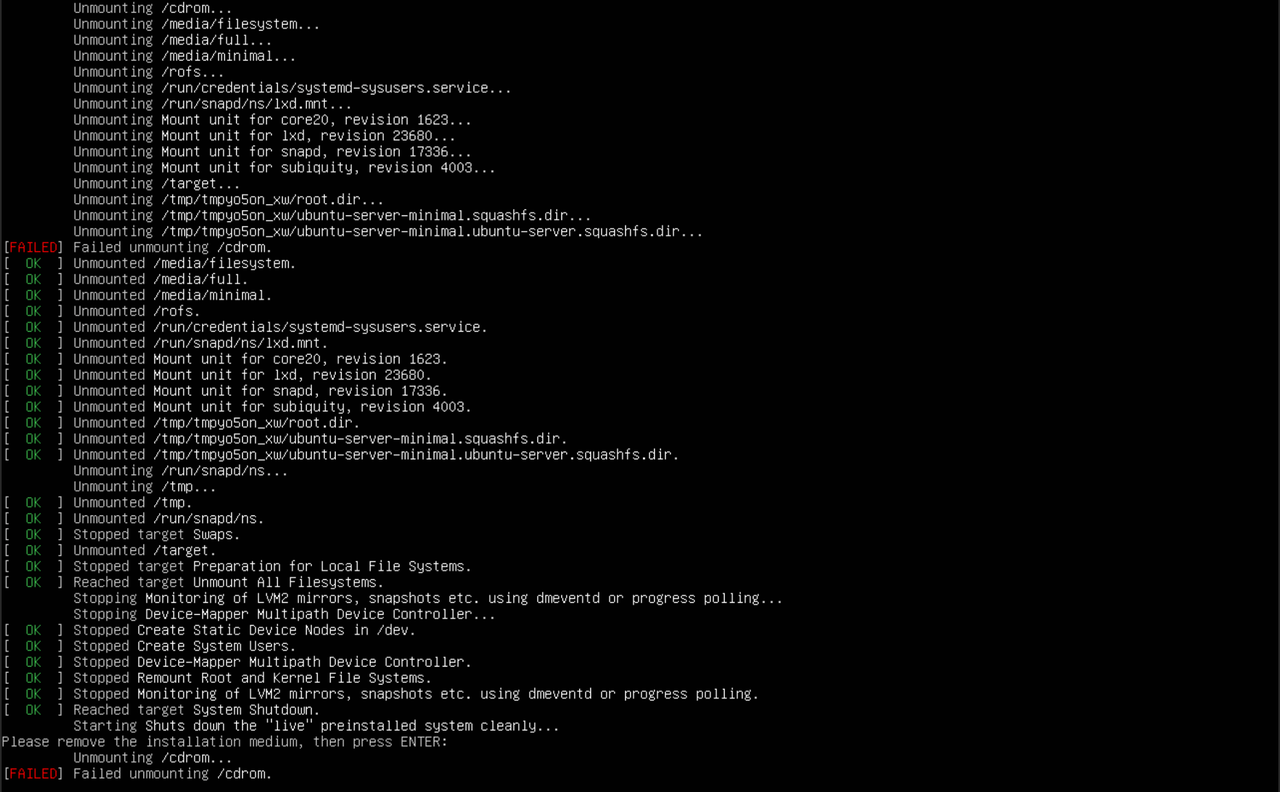 Unmounting /cdrom...
Unmounting /media/filesystem...
Unmounting /media/full...
Unmounting /media/minimal...
Unmounting /rofs...
Unmounting /run/credentials/systemd-sysusers.service...
Unmounting /run/snapd/ns/lxd.mnt...
Unmounting Mount unit for core20, revision 1623...
Unmounting Mount unit for lxd, revision 23680...
Unmounting Mount unit for snapd, revision 17336...
Unmounting Mount unit for subiquity, revision 4003...
Unmounting /target...
Unmounting /tmp/tmpyo5on_xw/root.dir...
Unmounting /tmp/tmpyo5on_xw/ubuntu-server-minimal.squashfs.dir...
Unmounting /tmp/tmpyo5on_xw/ubuntu-server-minimal.ubuntu-server.squashfs.dir...
[FAILED] Failed unmounting /cdrom.
[  OK  ] Unmounted /media/filesystem.
[  OK  ] Unmounted /media/full.
[  OK  ] Unmounted /media/minimal.
[  OK  ] Unmounted /rofs.
[  OK  ] Unmounted /run/credentials/systemd-sysusers.service.
[  OK  ] Unmounted /run/snapd/ns/lxd.mnt.
[  OK  ] Unmounted Mount unit for core20, revision 1623.
[  OK  ] Unmounted Mount unit for lxd, revision 23680.
[  OK  ] Unmounted Mount unit for snapd, revision 17336.
[  OK  ] Unmounted Mount unit for subiquity, revision 4003.
[  OK  ] Unmounted /tmp/tmpyo5on_xw/root.dir.
[  OK  ] Unmounted /tmp/tmpyo5on_xw/ubuntu-server-minimal.squashfs.dir.
[  OK  ] Unmounted /tmp/tmpyo5on_xw/ubuntu-server-minimal.ubuntu-server.squashfs.dir.
Unmounting /run/snapd/ns...
Unmounting /tmp...
[  OK  ] Unmounted /tmp.
[  OK  ] Unmounted /run/snapd/ns.
[  OK  ] Stopped target Swaps.
[  OK  ] Unmounted /target.
[  OK  ] Stopped target Preparation for Local File Systems.
[  OK  ] Reached target Unmount All Filesystems.
Stopping Monitoring of LVM2 mirrors, snapshots etc. using dmeventd or progress polling...
Stopping Device-Mapper Multipath Device Controller...
[  OK  ] Stopped Create Static Device Nodes in /dev.
[  OK  ] Stopped Create System Users.
[  OK  ] Stopped Device-Mapper Multipath Device Controller.
[  OK  ] Stopped Remount Root and Kernel File Systems.
[  OK  ] Stopped Monitoring of LVM2 mirrors, snapshots etc. using dmeventd or progress polling.
[  OK  ] Reached target System Shutdown.
Starting Shuts down the "live" preinstalled system cleanly...
Please remove the installation medium, then press ENTER:
Unmounting /cdrom...
[FAILED] Failed unmounting /cdrom.